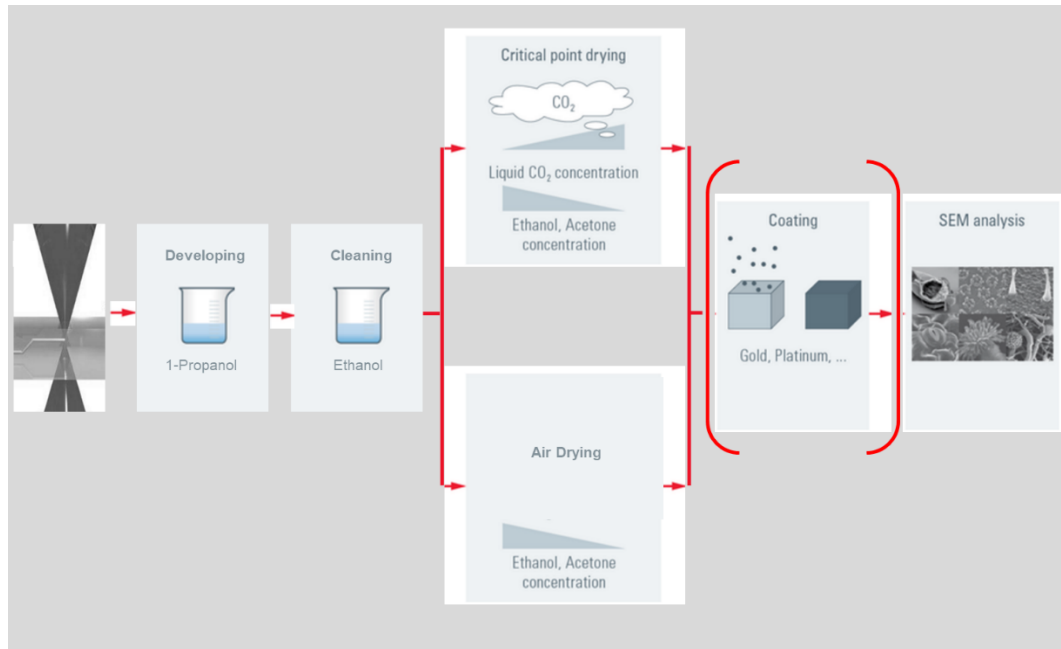 Developing
1-Propanol
Cleaning
Ethanol
Critical point drying
CO₂
Liquid CO₂ concentration
Ethanol, Acetone
concentration
Air Drying
Ethanol, Acetone
concentration
Coating
Gold, Platinum, ...
SEM analysis